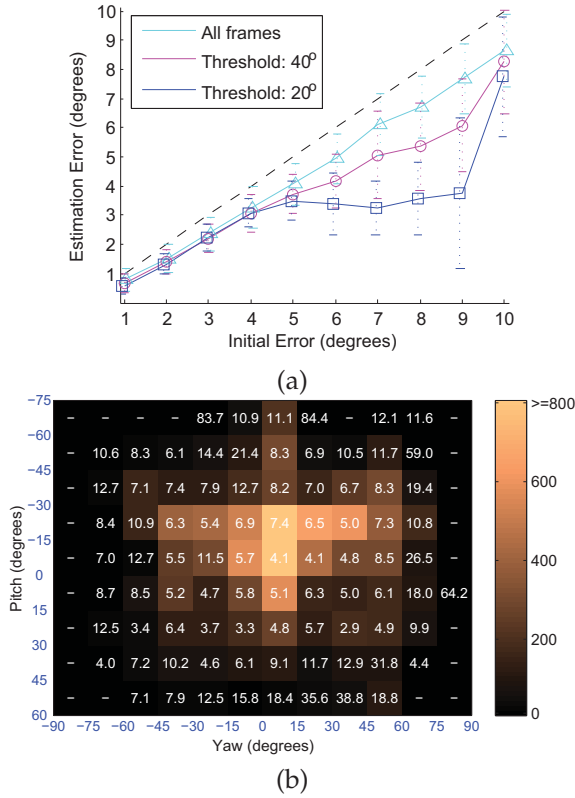 Estimation Error (degrees)
10
9
8
7
6
5
4
3
2
1
All frames
Threshold: 40°
Threshold: 20°
1 2 3 4 5 6 7 8 9 10
Initial Error (degrees)
(a)
Pitch (degrees)
−75
−60
−45
−30
−15
0
15
30
45
60
– – – – 83.7 10.9 11.1 84.4 – 12.1 11.6 –
– 10.6 8.3 6.1 14.4 21.4 8.3 6.9 10.5 11.7 59.0 –
– 12.7 7.1 7.4 7.9 12.7 8.2 7.0 6.7 8.3 19.4 –
– 8.4 10.9 6.3 5.4 6.9 7.4 6.5 5.0 7.3 10.8 –
– 7.0 12.7 5.5 11.5 5.7 4.1 4.1 4.8 8.5 26.5 –
– 8.7 8.5 5.2 4.7 5.8 5.1 6.3 5.0 6.1 18.0 64.2
– 12.5 3.4 6.4 3.7 3.3 4.8 5.7 2.9 4.9 9.9 –
– 4.0 7.2 10.2 4.6 6.1 9.1 11.7 12.9 31.8 4.4 –
– – 7.1 7.9 12.5 15.8 18.4 35.6 38.8 18.8 – –
−90 −75 −60 −45 −30 −15 0 15 30 45 60 75 90
Yaw (degrees)
>=800
600
400
200
0
(b)